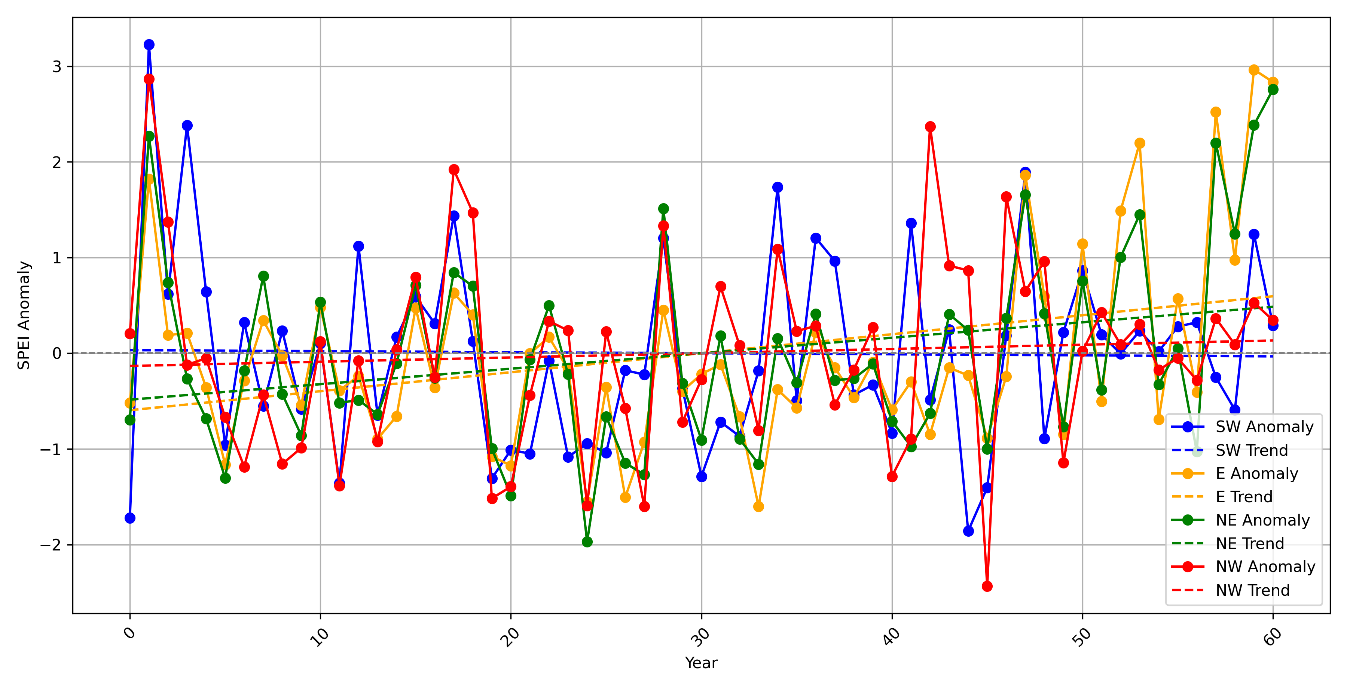 SPEI Anomaly
3
2
1
0
−1
−2
0
10
20
30
40
50
60
Year
SW Anomaly
SW Trend
E Anomaly
E Trend
NE Anomaly
NE Trend
NW Anomaly
NW Trend